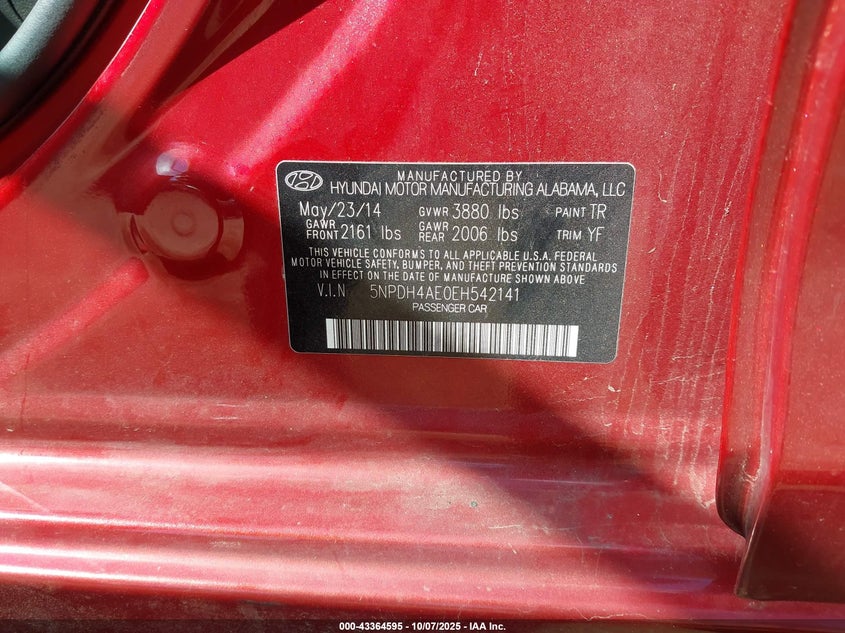 MANUFACTURED BY
HYUNDAI MOTOR MANUFACTURING ALABAMA, LLC
May/23/14 GVWR 3880 lbs PAINT TR
GAWR FRONT 2161 lbs GAWR REAR 2006 lbs TRIM YF
THIS VEHICLE CONFORMS TO ALL APPLICABLE U.S.A. FEDERAL
MOTOR VEHICLE SAFETY, BUMPER, AND THEFT PREVENTION STANDARDS
IN EFFECT ON THE DATE OF MANUFACTURE SHOWN ABOVE.
V.I.N 5NPDH4AE0EH542141
PASSENGER CAR
000-43364595 - 10/07/2025 - IAA Inc.